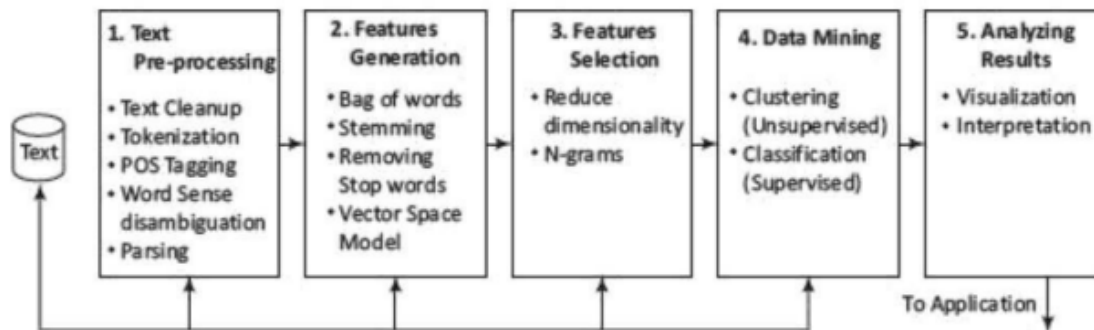 Text
1. Text
Pre-processing
• Text Cleanup
• Tokenization
• POS Tagging
• Word Sense
disambiguation
• Parsing
2. Features
Generation
• Bag of words
• Stemming
• Removing
Stop words
• Vector Space
Model
3. Features
Selection
• Reduce
dimensionality
• N-grams
4. Data Mining
• Clustering
(Unsupervised)
• Classification
(Supervised)
5. Analyzing
Results
• Visualization
• Interpretation
To Application